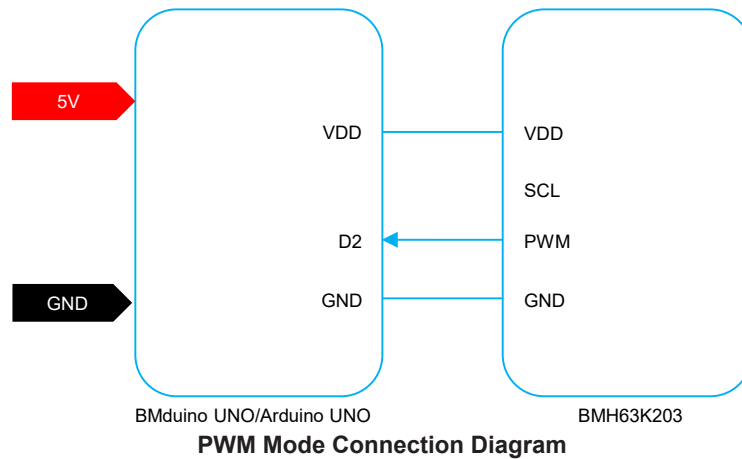 5V
VDD VDD
SCL
D2 PWM
GND GND GND
BMduino UNO/Arduino UNO BMH63K203
PWM Mode Connection Diagram